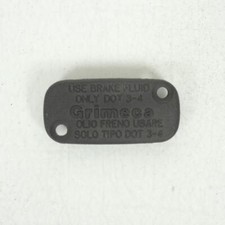 USE BRAKE FLUID
ONLY DOT 3-4
Grimeca
OLIO FRENO USARE
SOLO TIPO DOT 3-4